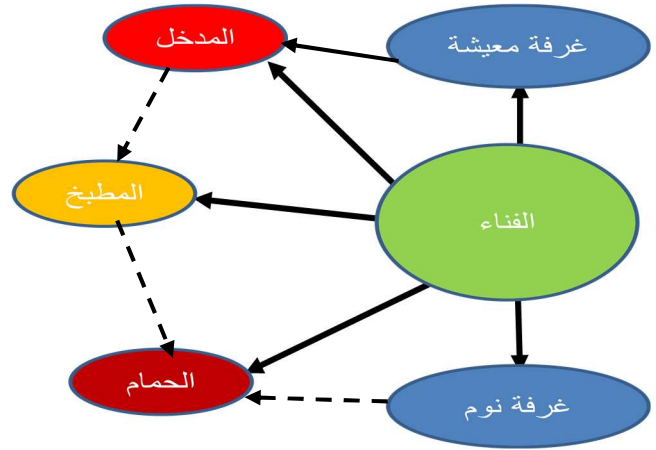 غرفة معيشة
المدخل
المطبخ
الفناء
الحمام
غرفة نوم